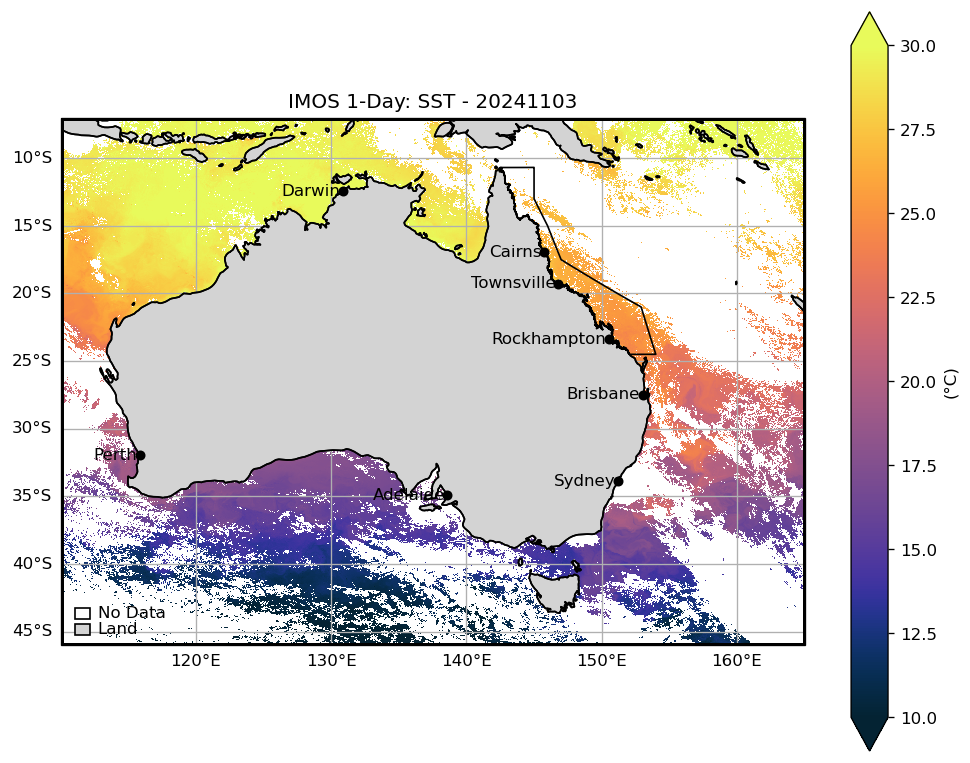 IMOS 1-Day: SST - 20241103
30.0
27.5
25.0
22.5
20.0
17.5
15.0
12.5
10.0
(°C)
10°S
15°S
20°S
25°S
30°S
35°S
40°S
45°S
Darwin
Cairns
Townsville
Rockhampton
Brisbane
Perth
Sydney
Adelaide
No Data
Land
120°E
130°E
140°E
150°E
160°E